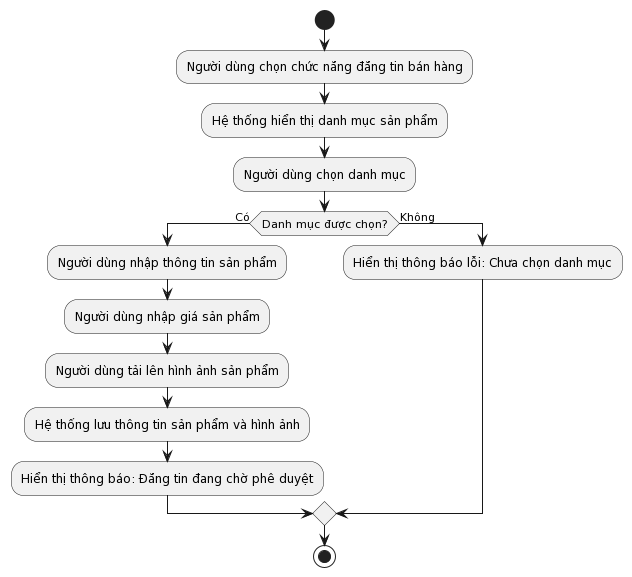 Người dùng chọn chức năng đăng tin bán hàng
Hệ thống hiển thị danh mục sản phẩm
Người dùng chọn danh mục
Có
Danh mục được chọn?
Không
Người dùng nhập thông tin sản phẩm
Hiển thị thông báo lỗi: Chưa chọn danh mục
Người dùng nhập giá sản phẩm
Người dùng tải lên hình ảnh sản phẩm
Hệ thống lưu thông tin sản phẩm và hình ảnh
Hiển thị thông báo: Đăng tin đang chờ phê duyệt